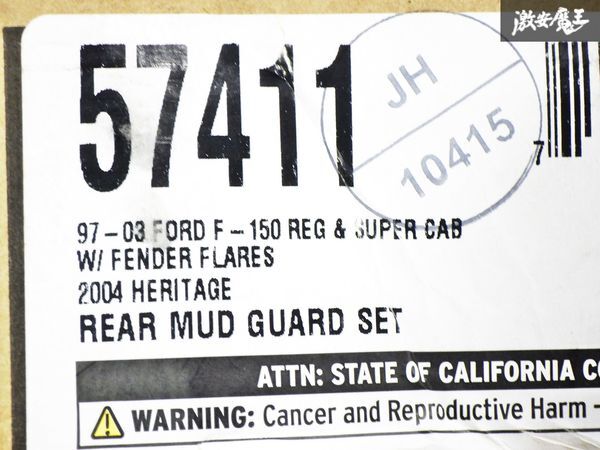 激安魔王
57411
JH
10415
7
97-03 FORD F-150 REG & SUPER CAB
W/ FENDER FLARES
2004 HERITAGE
REAR MUD GUARD SET
ATTN: STATE OF CALIFORNIA
WARNING: Cancer and Reproductive Harm -